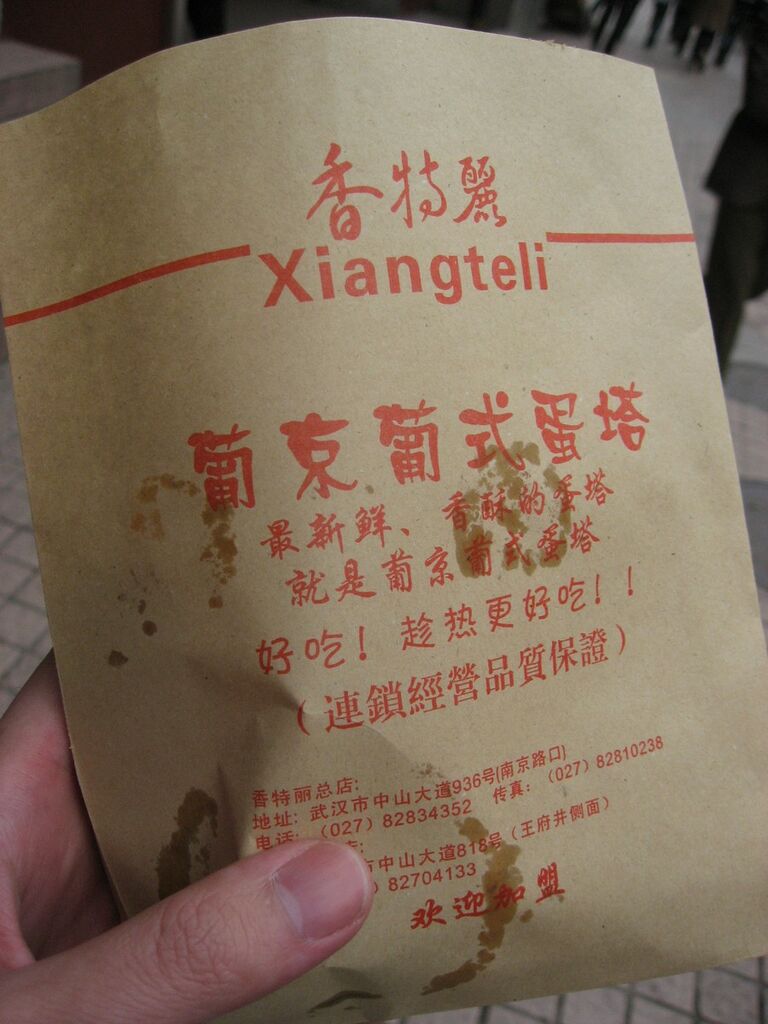 香特麗
Xiangteli
葡京葡式蛋塔
最新鲜、香酥的蛋塔
就是葡京葡式蛋塔
好吃！趁热更好吃！！
（連鎖經營品質保證）
香特丽总店：
地址：武汉市中山大道936号(南京路口)
电话：（027）82834352 传真：（027）82810238
店：
市中山大道818号（王府井侧面）
）82704133
欢迎加盟